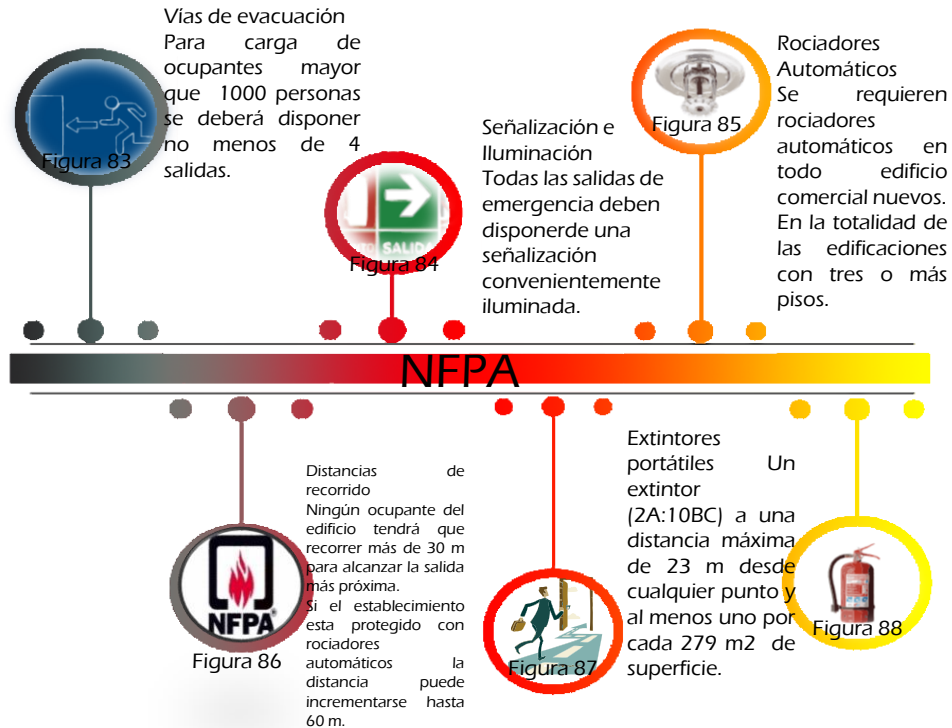 Vías de evacuación
Para carga de
ocupantes mayor
que 1000 personas
se deberá disponer
no menos de 4
salidas.
Figura 83
Señalización e
Iluminación
Todas las salidas de
emergencia deben
disponerde una
señalización
convenientemente
iluminada.
SALIDA
Figura 84
Rociadores
Automáticos
Se requieren
rociadores
automáticos en
todo edificio
comercial nuevos.
En la totalidad de
las edificaciones
con tres o más
pisos.
Figura 85
NFPA
Distancias de
recorrido
Ningún ocupante del
edificio tendrá que
recorrer más de 30 m
para alcanzar la salida
más próxima.
Si el establecimiento
esta protegido con
rociadores
automáticos la
distancia puede
incrementarse hasta
60 m.
NFPA®
Figura 86
Figura 87
Extintores
portátiles Un
extintor
(2A:10BC) a una
distancia máxima
de 23 m desde
cualquier punto y
al menos uno por
cada 279 m2 de
superficie.
Figura 88